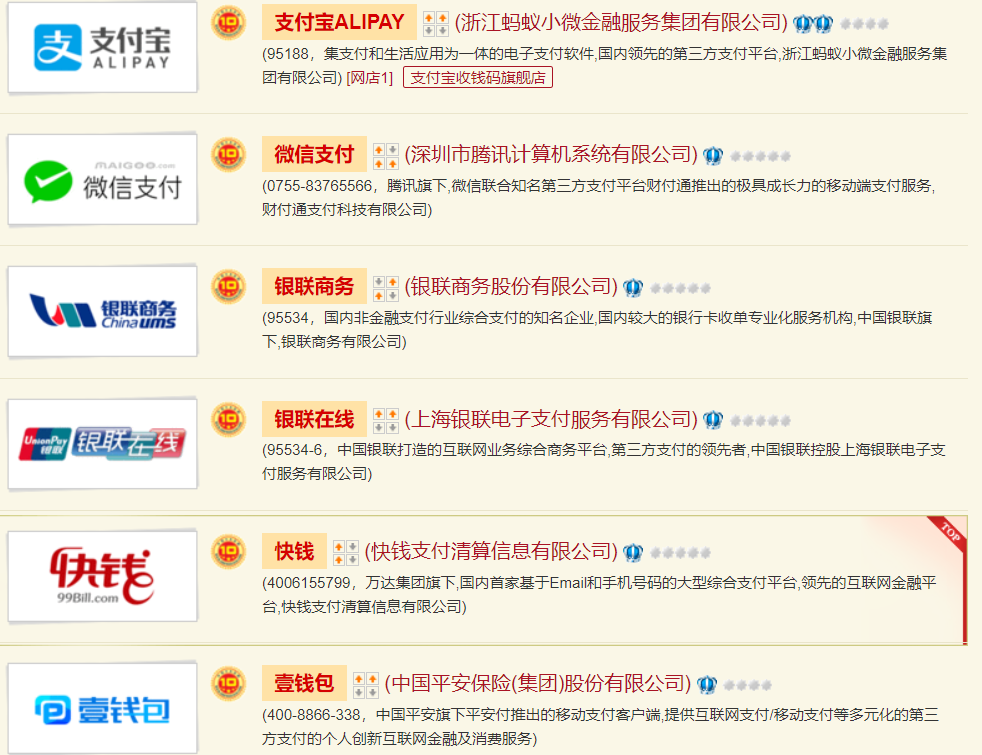 支付宝
ALIPAY
支付宝ALIPAY (浙江蚂蚁小微金融服务集团有限公司)
(95188，集支付和生活应用为一体的电子支付软件,国内领先的第三方支付平台,浙江蚂蚁小微金融服务集
团有限公司) [网店1] 支付宝收钱码旗舰店
MAIGOO.com
微信支付
微信支付 (深圳市腾讯计算机系统有限公司)
(0755-83765566，腾讯旗下,微信联合知名第三方支付平台财付通推出的极具成长力的移动端支付服务,
财付通支付科技有限公司)
银联商务
China ums
银联商务 (银联商务股份有限公司)
(95534，国内非金融支付行业综合支付的知名企业,国内较大的银行卡收单专业化服务机构,中国银联旗
下,银联商务有限公司)
UnionPay
银联
银联在线
银联在线 (上海银联电子支付服务有限公司)
(95534-6，中国银联打造的互联网业务综合商务平台,第三方支付的领先者,中国银联控股上海银联电子支
付服务有限公司)
TOP
快钱
99Bill.com
快钱 (快钱支付清算信息有限公司)
(4006155799，万达集团旗下,国内首家基于Email和手机号码的大型综合支付平台,领先的互联网金融平
台,快钱支付清算信息有限公司)
壹钱包
壹钱包 (中国平安保险(集团)股份有限公司)
(400-8866-338，中国平安旗下平安付推出的移动支付客户端,提供互联网支付/移动支付等多元化的第三
方支付的个人创新互联网金融及消费服务)